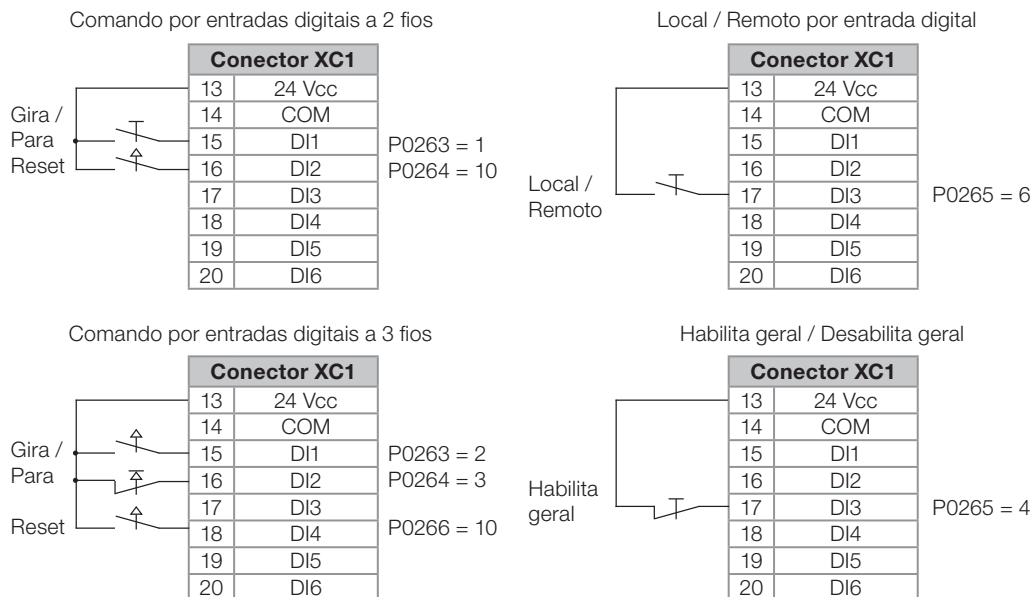 Comando por entradas digitais a 2 fios
Conector XC1
13 24 Vcc
14 COM
15 DI1
16 DI2
17 DI3
18 DI4
19 DI5
20 DI6
Gira /
Para
Reset
P0263 = 1
P0264 = 10
Local / Remoto por entrada digital
Conector XC1
13 24 Vcc
14 COM
15 DI1
16 DI2
17 DI3
18 DI4
19 DI5
20 DI6
Local /
Remoto
P0265 = 6
Comando por entradas digitais a 3 fios
Conector XC1
13 24 Vcc
14 COM
15 DI1
16 DI2
17 DI3
18 DI4
19 DI5
20 DI6
Gira /
Para
Reset
P0263 = 2
P0264 = 3
P0266 = 10
Habilita geral / Desabilita geral
Conector XC1
13 24 Vcc
14 COM
15 DI1
16 DI2
17 DI3
18 DI4
19 DI5
20 DI6
Habilita
geral
P0265 = 4